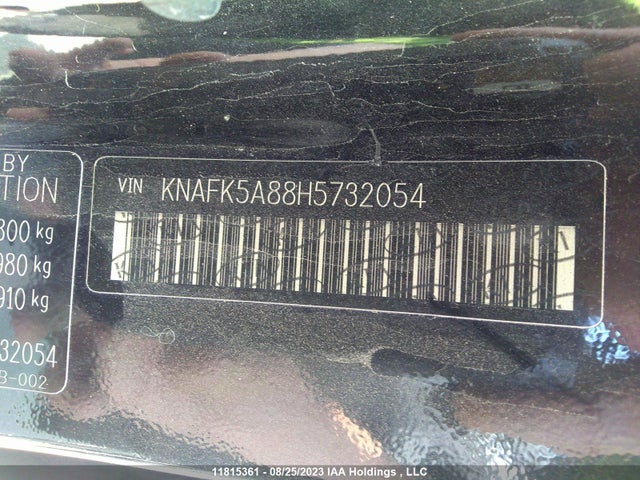 BY
TION
300 kg
980 kg
910 kg
32054
B-002
VIN KNAFK5A88H5732054
11815361 - 08/25/2023 IAA Holdings , LLC